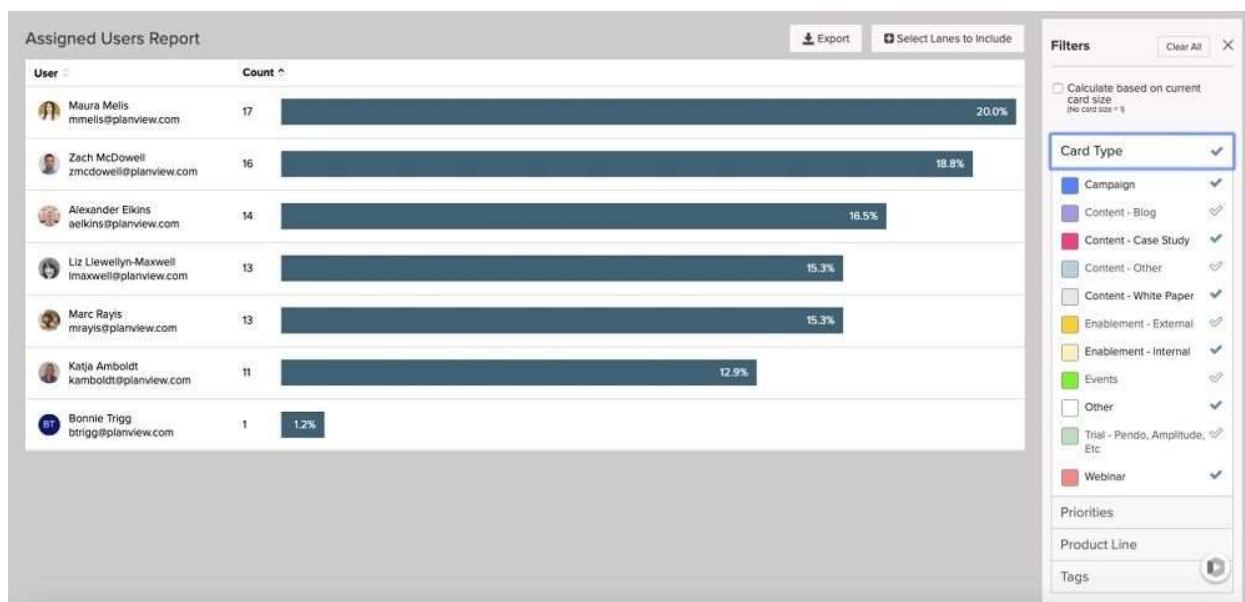 Assigned Users Report
Export
Select Lanes to Include
User
Count
Maura Melis
mmelis@planview.com
17
20.0%
Zach McDowell
zmcdowell@planview.com
16
18.8%
Alexander Elkins
aelkins@planview.com
14
16.5%
Liz Llewellyn-Maxwell
lmaxwell@planview.com
13
15.3%
Marc Rayis
mrayis@planview.com
13
15.3%
Katja Amboldt
kamboldt@planview.com
11
12.9%
BT
Bonnie Trigg
btrigg@planview.com
1
1.2%
Filters
Clear All
Calculate based on current
card size
(No card size = 1)
Card Type
Campaign
Content - Blog
Content - Case Study
Content - Other
Content - White Paper
Enablement - External
Enablement - Internal
Events
Other
Trial - Pendo, Amplitude,
Etc
Webinar
Priorities
Product Line
Tags